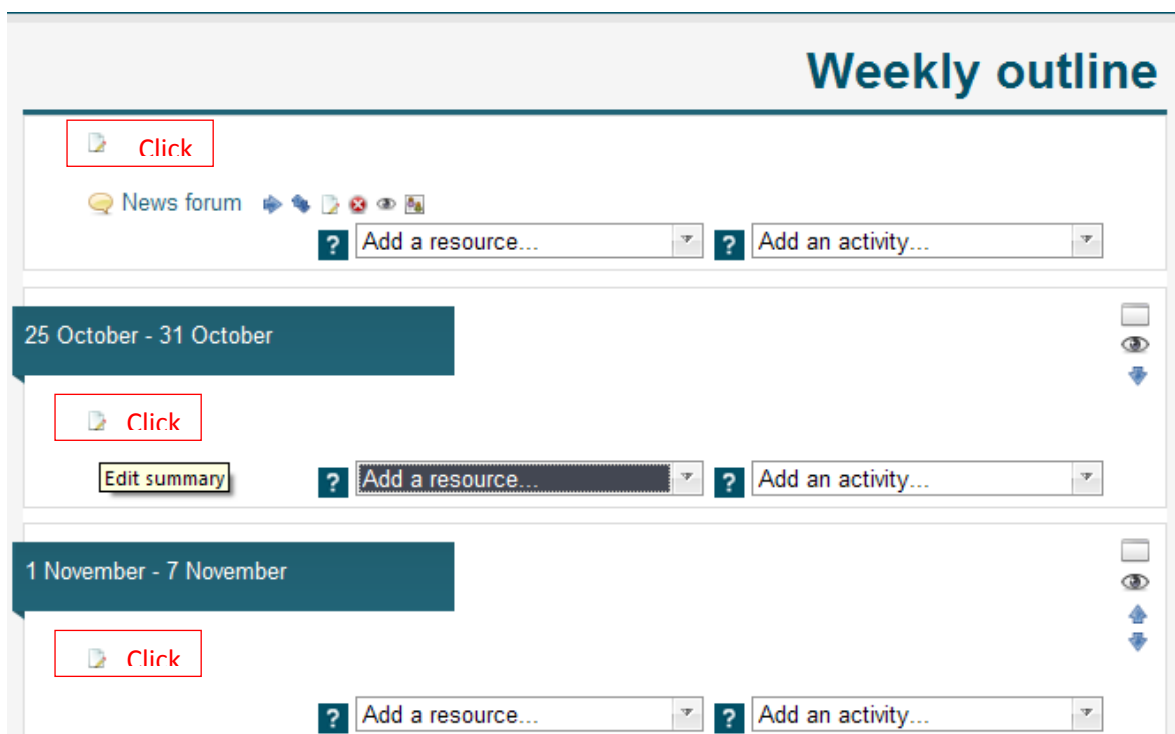 Weekly outline
Click
News forum
? Add a resource... ? Add an activity...
25 October - 31 October
Click
Edit summary
? Add a resource... ? Add an activity...
1 November - 7 November
Click
? Add a resource... ? Add an activity...